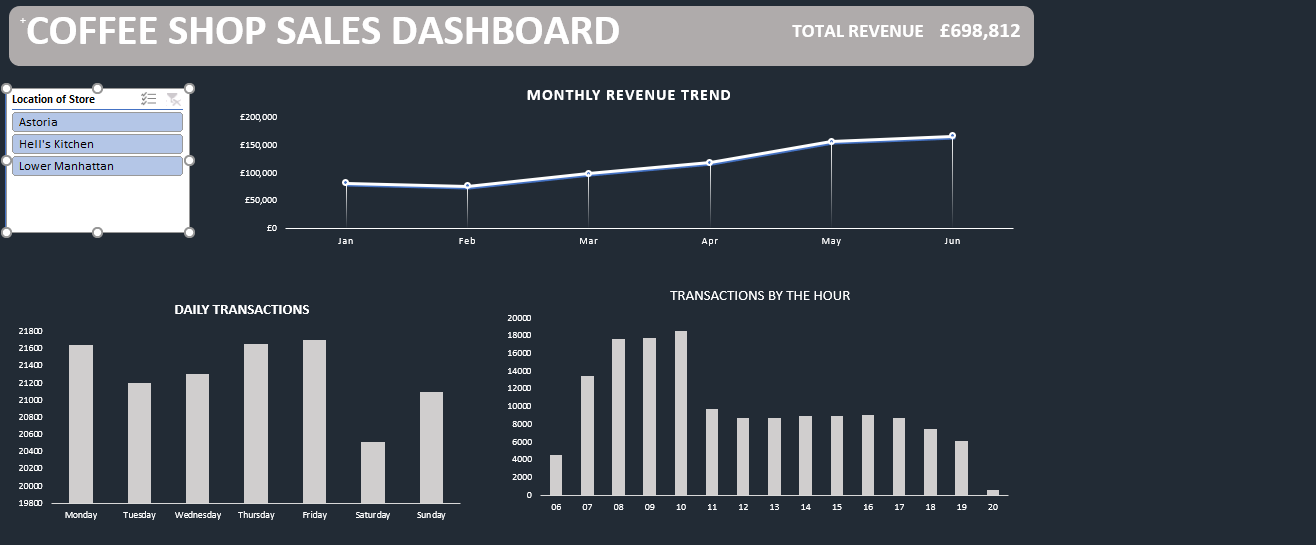 +COFFEE SHOP SALES DASHBOARD
TOTAL REVENUE £698,812
Location of Store
Astoria
Hell's Kitchen
Lower Manhattan
MONTHLY REVENUE TREND
£200,000
£150,000
£100,000
£50,000
£0
Jan Feb Mar Apr May Jun
DAILY TRANSACTIONS
21800
21600
21400
21200
21000
20800
20600
20400
20200
20000
19800
Monday Tuesday Wednesday Thursday Friday Saturday Sunday
TRANSACTIONS BY THE HOUR
20000
18000
16000
14000
12000
10000
8000
6000
4000
2000
0
06 07 08 09 10 11 12 13 14 15 16 17 18 19 20